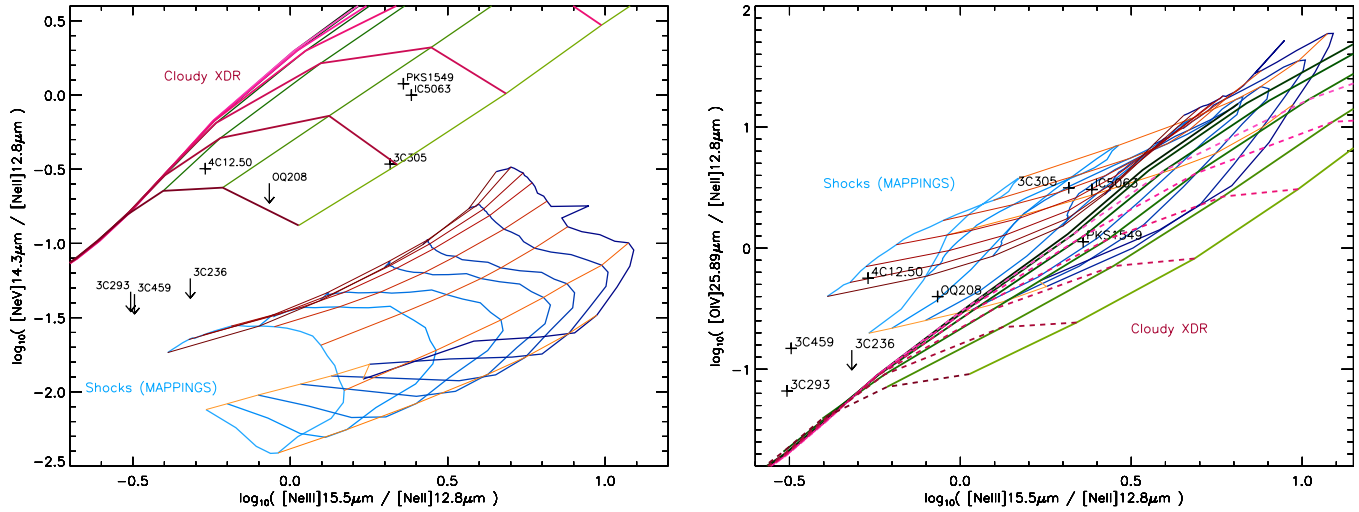 0.5
0.0
-0.5
-1.0
-1.5
-2.0
-2.5
log₁₀( [NeV]14.3μm / [NeII]12.8μm )
Cloudy XDR
PKS1549
IC5063
3C305
4C12.50
OQ208
3C236
3C293
3C459
Shocks (MAPPINGS)
-0.5
0.0
0.5
1.0
log₁₀( [NeIII]15.5μm / [NeII]12.8μm )
2
1
0
-1
log₁₀( [OIV]25.89μm / [NeII]12.8μm )
Shocks (MAPPINGS)
3C305
IC5063
PKS1549
4C12.50
OQ208
Cloudy XDR
3C459
3C236
3C293
-0.5
0.0
0.5
1.0
log₁₀( [NeIII]15.5μm / [NeII]12.8μm )